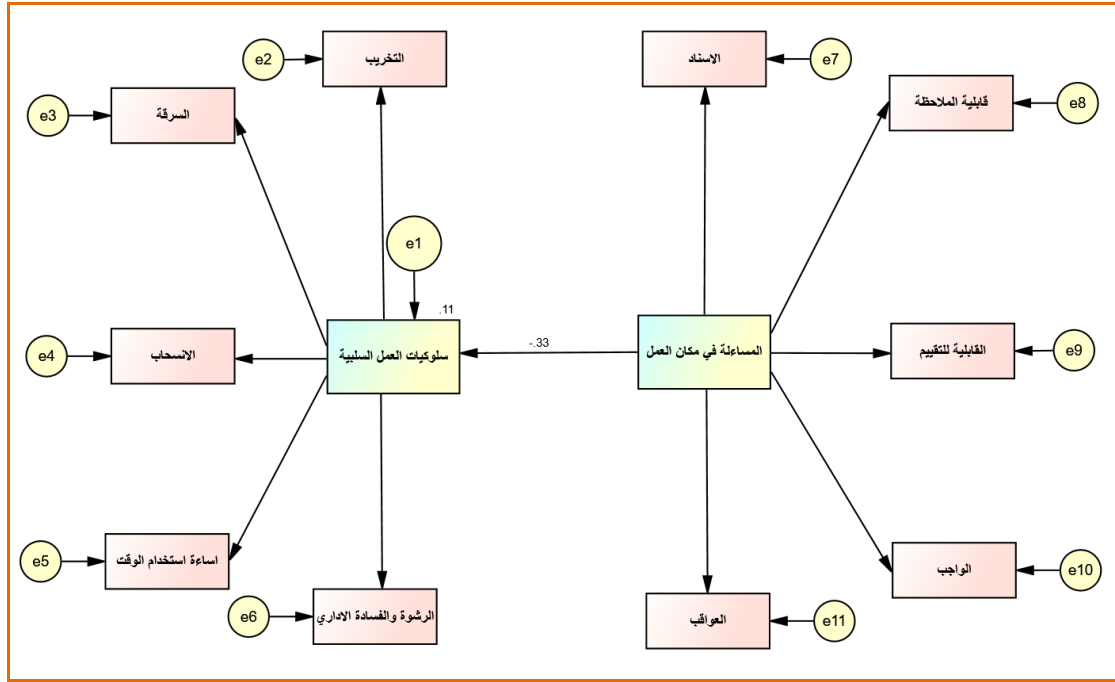 e2
التخريب
الاسناد
e7
e3
السرقة
قابلية الملاحظة
e8
e1
.11
سلوكيات العمل السلبية
-.33
المساءلة في مكان العمل
e4
الانسحاب
القابلية للتقييم
e9
e5
اساءة استخدام الوقت
الواجب
e10
e6
الرشوة والفسادة الاداري
العواقب
e11